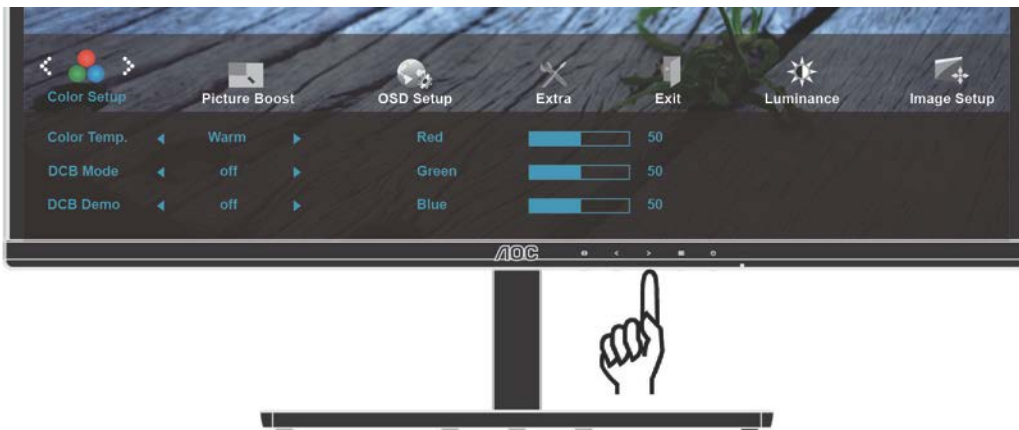 Color Setup Picture Boost OSD Setup Extra Exit Luminance Image Setup
Color Temp. Warm Red 50
DCB Mode off Green 50
DCB Demo off Blue 50
AOC